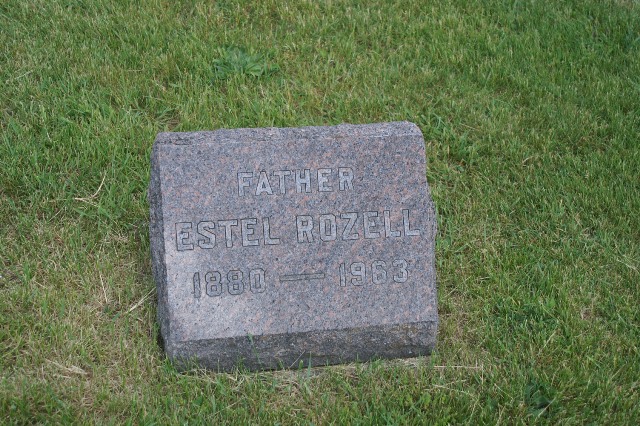 FATHER
ESTEL ROZELL
1880 — 1963